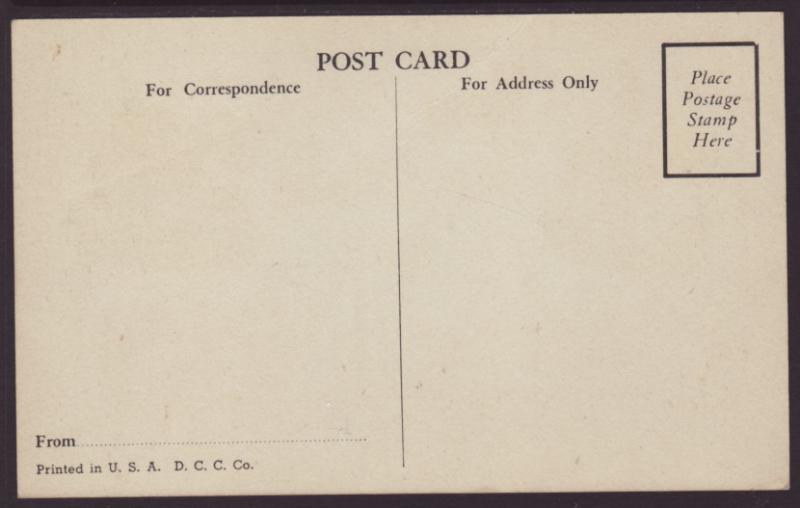 POST CARD
For Correspondence
For Address Only
Place
Postage
Stamp
Here
From
Printed in U. S. A. D. C. C. Co.